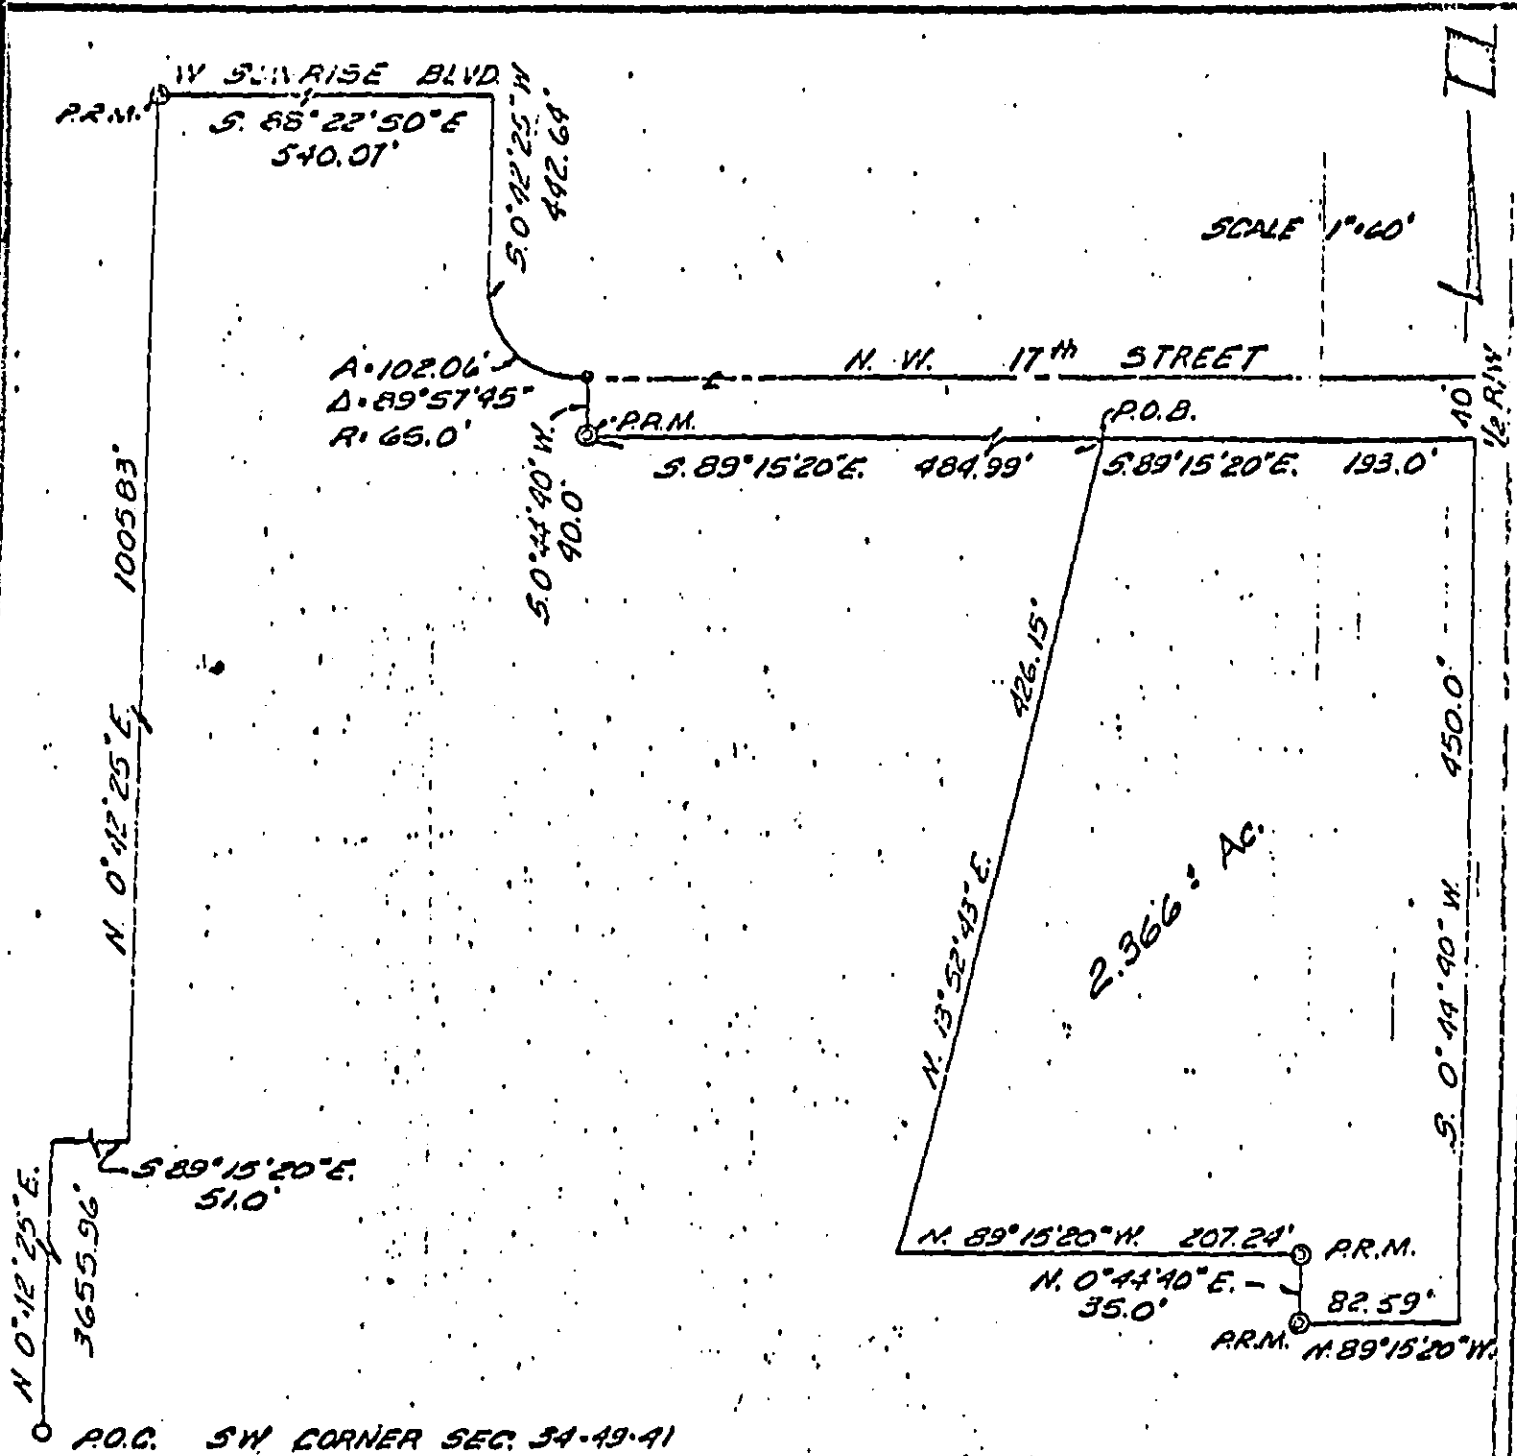 W SUNRISE BLVD.
P.R.M.
S. 88°22'50"E
540.07'
S.0°42'25"W
442.64'
SCALE 1"=60'
A=102.06'
Δ=89°57'45"
R=65.0'
N. W. 17th STREET
40'
1/2 R/W
P.R.M.
P.O.B.
S. 89°15'20"E. 484.99'
S.89°15'20"E. 193.0'
S.0°44'40"W.
40.0'
1005.83'
N. 0°42'25"E.
426.15'
N. 13°52'43"E.
450.0'
S. 0°44'40"W.
2.366 ± Ac.
S 89°15'20"E.
51.0'
N 0°42'25"E.
3655.96'
N. 89°15'20"W. 207.24'
P.R.M.
N. 0°44'40"E.
35.0'
82.59'
P.R.M.
N.89°15'20"W.
P.O.C. SW CORNER SEC. 34-49-41